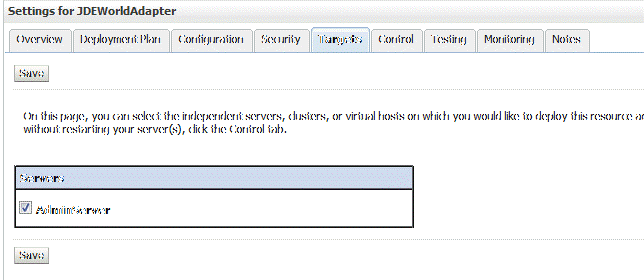 Settings for JDEWorldAdapter
Overview Deployment Plan Configuration Security Targets Control Testing Monitoring Notes
Save
On this page, you can select the independent servers, clusters, or virtual hosts on which you would like to deploy this resource
without restarting your server(s), click the Control tab.
Servers
AdminServer
Save